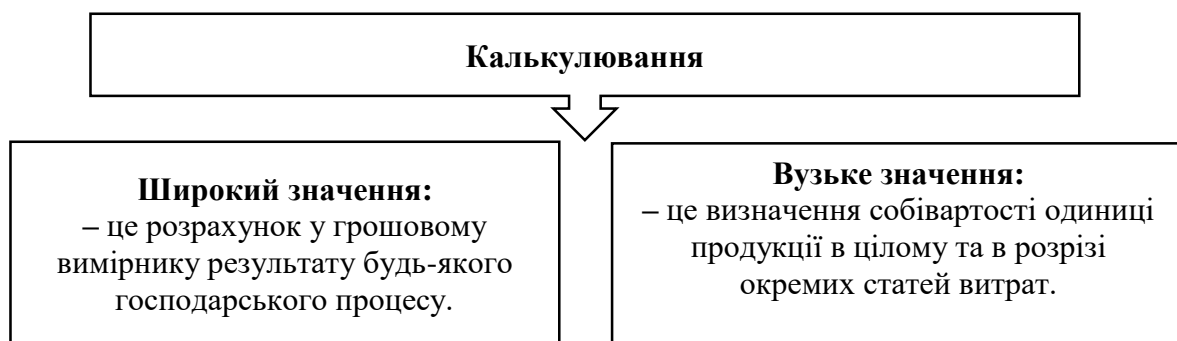 Калькулювання
Широкий значення:
– це розрахунок у грошовому
вимірнику результату будь-якого
господарського процесу.
Вузьке значення:
– це визначення собівартості одиниці
продукції в цілому та в розрізі
окремих статей витрат.